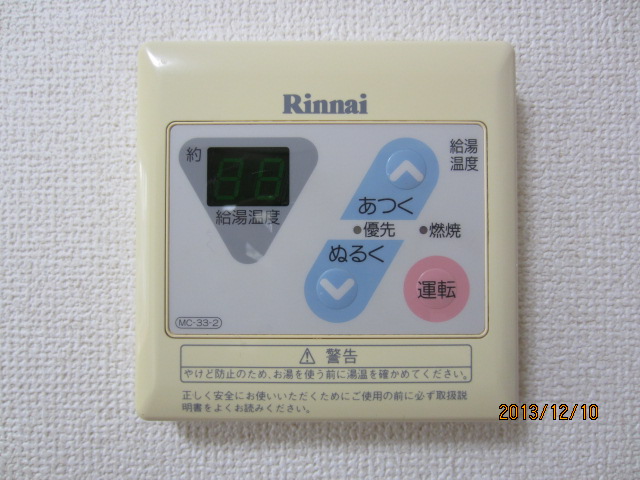 Rinnai
約
88
給湯温度
給湯
温度
あつく
優先
燃焼
ぬるく
運転
MC-33-2
⚠ 警告
やけど防止のため、お湯を使う前に湯温を確かめてください。
正しく安全にお使いいただくためにご使用の前に必ず取扱説
明書をよくお読みください。
2013/12/10